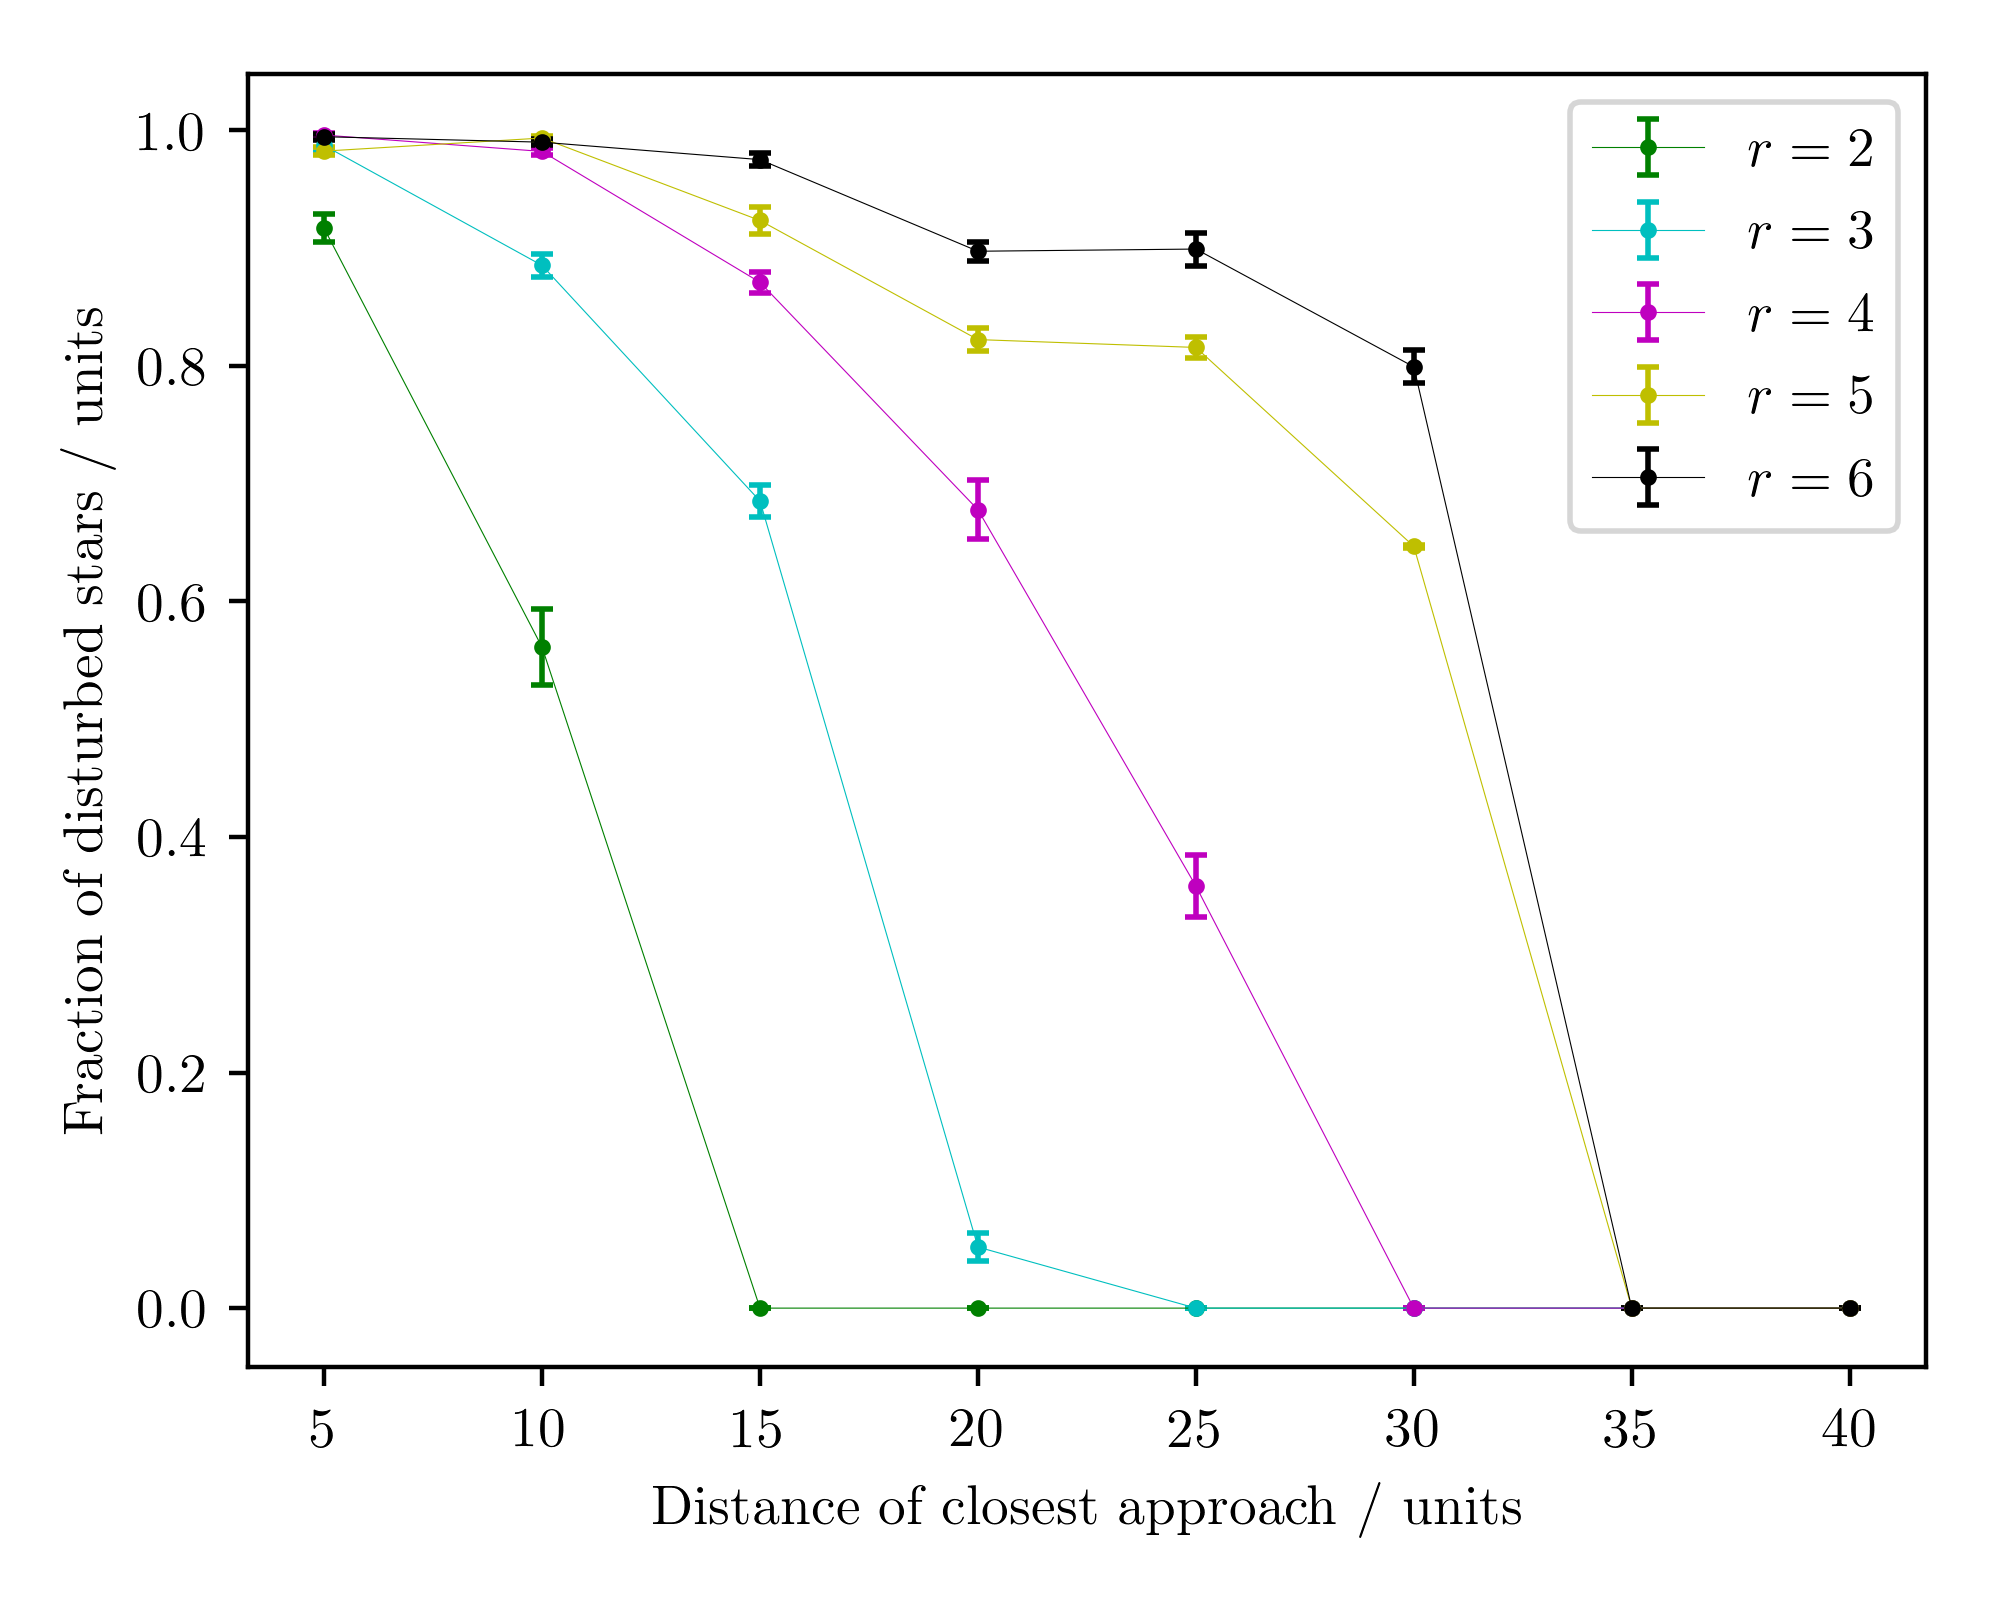 Fraction of disturbed stars / units
1.0
0.8
0.6
0.4
0.2
0.0
r = 2
r = 3
r = 4
r = 5
r = 6
5 10 15 20 25 30 35 40
Distance of closest approach / units